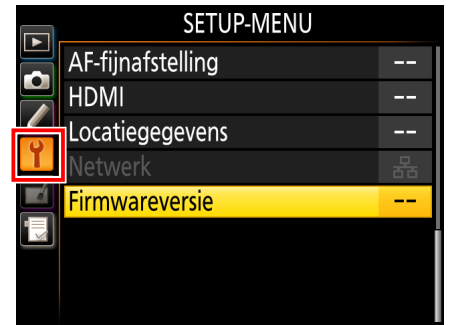 SETUP-MENU
AF-fijnafstelling --
HDMI --
Locatiegegevens --
Netwerk
Firmwareversie --